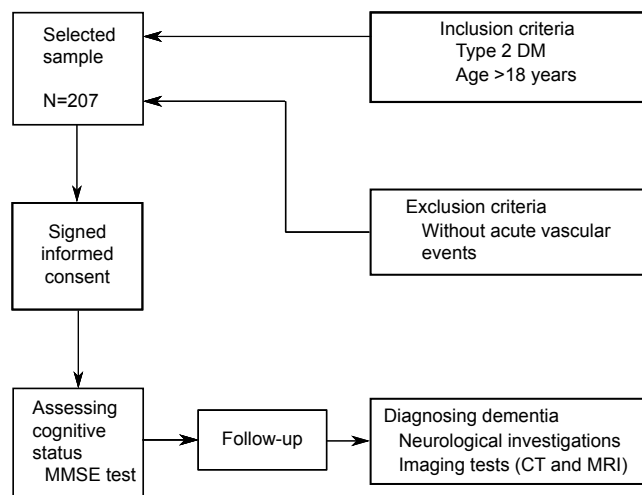 Selected
sample
N=207
Inclusion criteria
Type 2 DM
Age >18 years
Exclusion criteria
Without acute vascular
events
Signed
informed
consent
Assessing
cognitive
status
MMSE test
Follow-up
Diagnosing dementia
Neurological investigations
Imaging tests (CT and MRI)